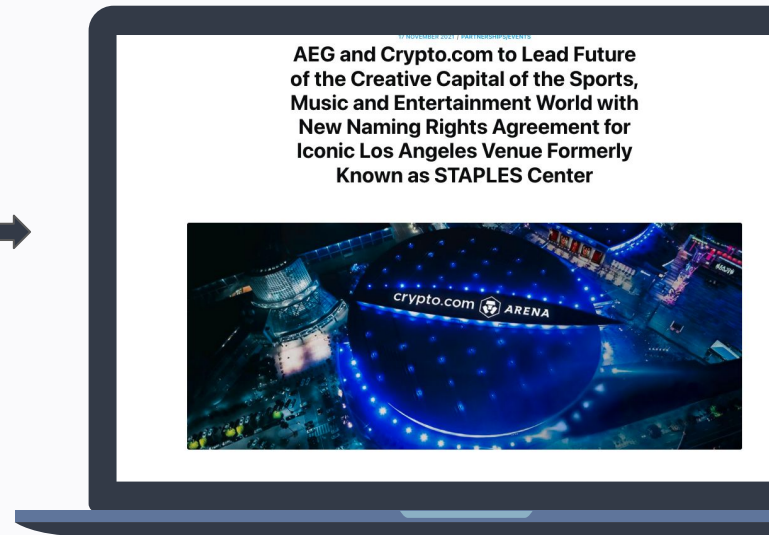 17 NOVEMBER 2021 / PARTNERSHIPS/EVENTS
AEG and Crypto.com to Lead Future
of the Creative Capital of the Sports,
Music and Entertainment World with
New Naming Rights Agreement for
Iconic Los Angeles Venue Formerly
Known as STAPLES Center
crypto.com ARENA